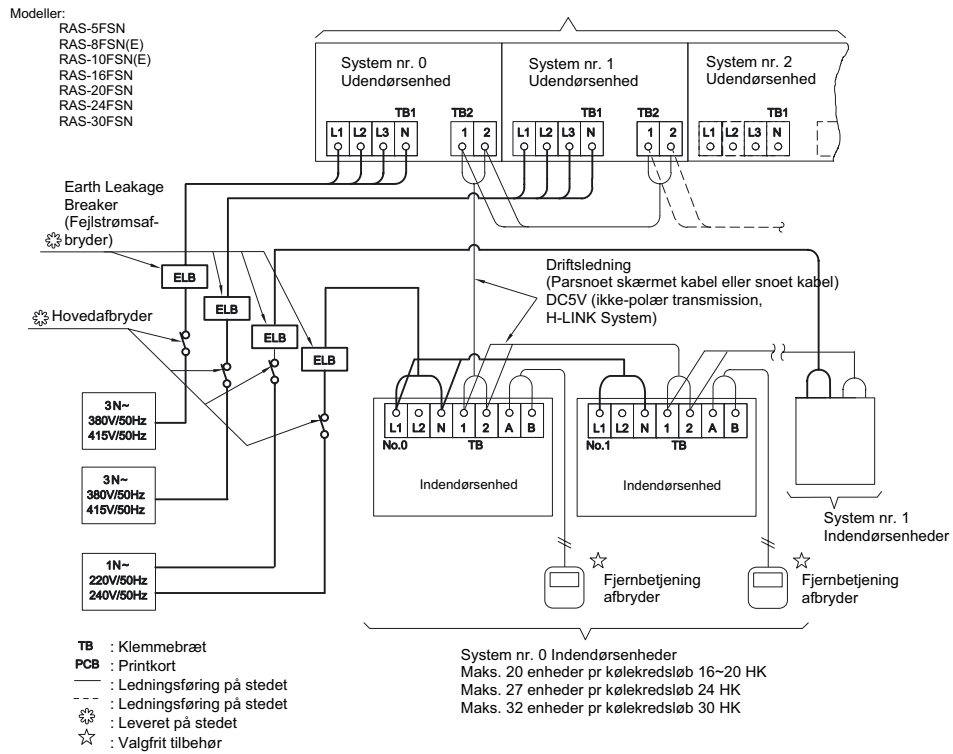 Modeller:
RAS-5FSN
RAS-8FSN(E)
RAS-10FSN(E)
RAS-16FSN
RAS-20FSN
RAS-24FSN
RAS-30FSN
System nr. 0
Udendørsenhed
System nr. 1
Udendørsenhed
System nr. 2
Udendørsenhed
TB1
TB2
TB1
TB2
TB1
L1 L2 L3 N
1 2
L1 L2 L3 N
1 2
L1 L2 L3 N
Earth Leakage
Breaker
(Fejlstrømsaf-
bryder)
ELB
ELB
ELB
ELB
Hovedafbryder
Driftsledning
(Parsnoet skærmet kabel eller snoet kabel)
DC5V (ikke-polær transmission,
H-LINK System)
3N~
380V/50Hz
415V/50Hz
3N~
380V/50Hz
415V/50Hz
1N~
220V/50Hz
240V/50Hz
L1 L2 N 1 2 A B
No.0 TB
Indendørsenhed
L1 L2 N 1 2 A B
No.1 TB
Indendørsenhed
System nr. 1
Indendørsenheder
Fjernbetjening
afbryder
Fjernbetjening
afbryder
System nr. 0 Indendørsenheder
Maks. 20 enheder pr kølekredsløb 16~20 HK
Maks. 27 enheder pr kølekredsløb 24 HK
Maks. 32 enheder pr kølekredsløb 30 HK
TB : Klemmebræt
PCB : Printkort
: Ledningsføring på stedet
: Ledningsføring på stedet
: Leveret på stedet
: Valgfrit tilbehør